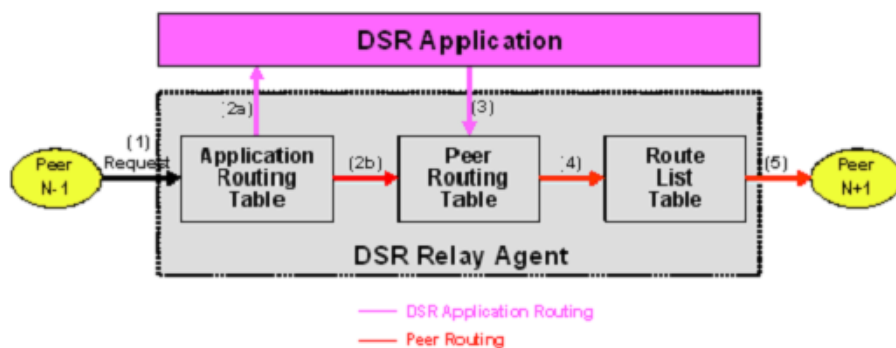 DSR Application
(2a)
(3)
(1)
Request
Peer
N-1
Application
Routing
Table
(2b)
Peer
Routing
Table
(4)
Route
List
Table
(5)
Peer
N+1
DSR Relay Agent
DSR Application Routing
Peer Routing